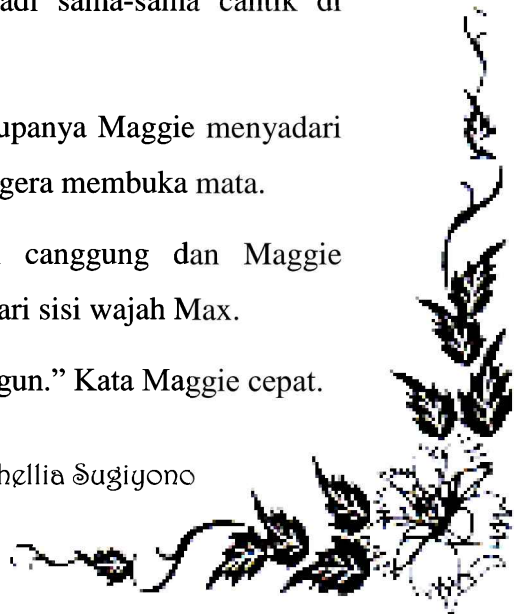 adi sama-sama cantik di
upanya Maggie menyadari
gera membuka mata.
canggung dan Maggie
ari sisi wajah Max.
gun.” Kata Maggie cepat.
hellia Sugiyono